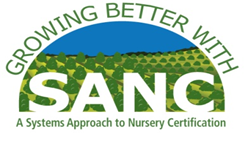 GROWING BETTER WITH
SANC
A Systems Approach to Nursery Certification